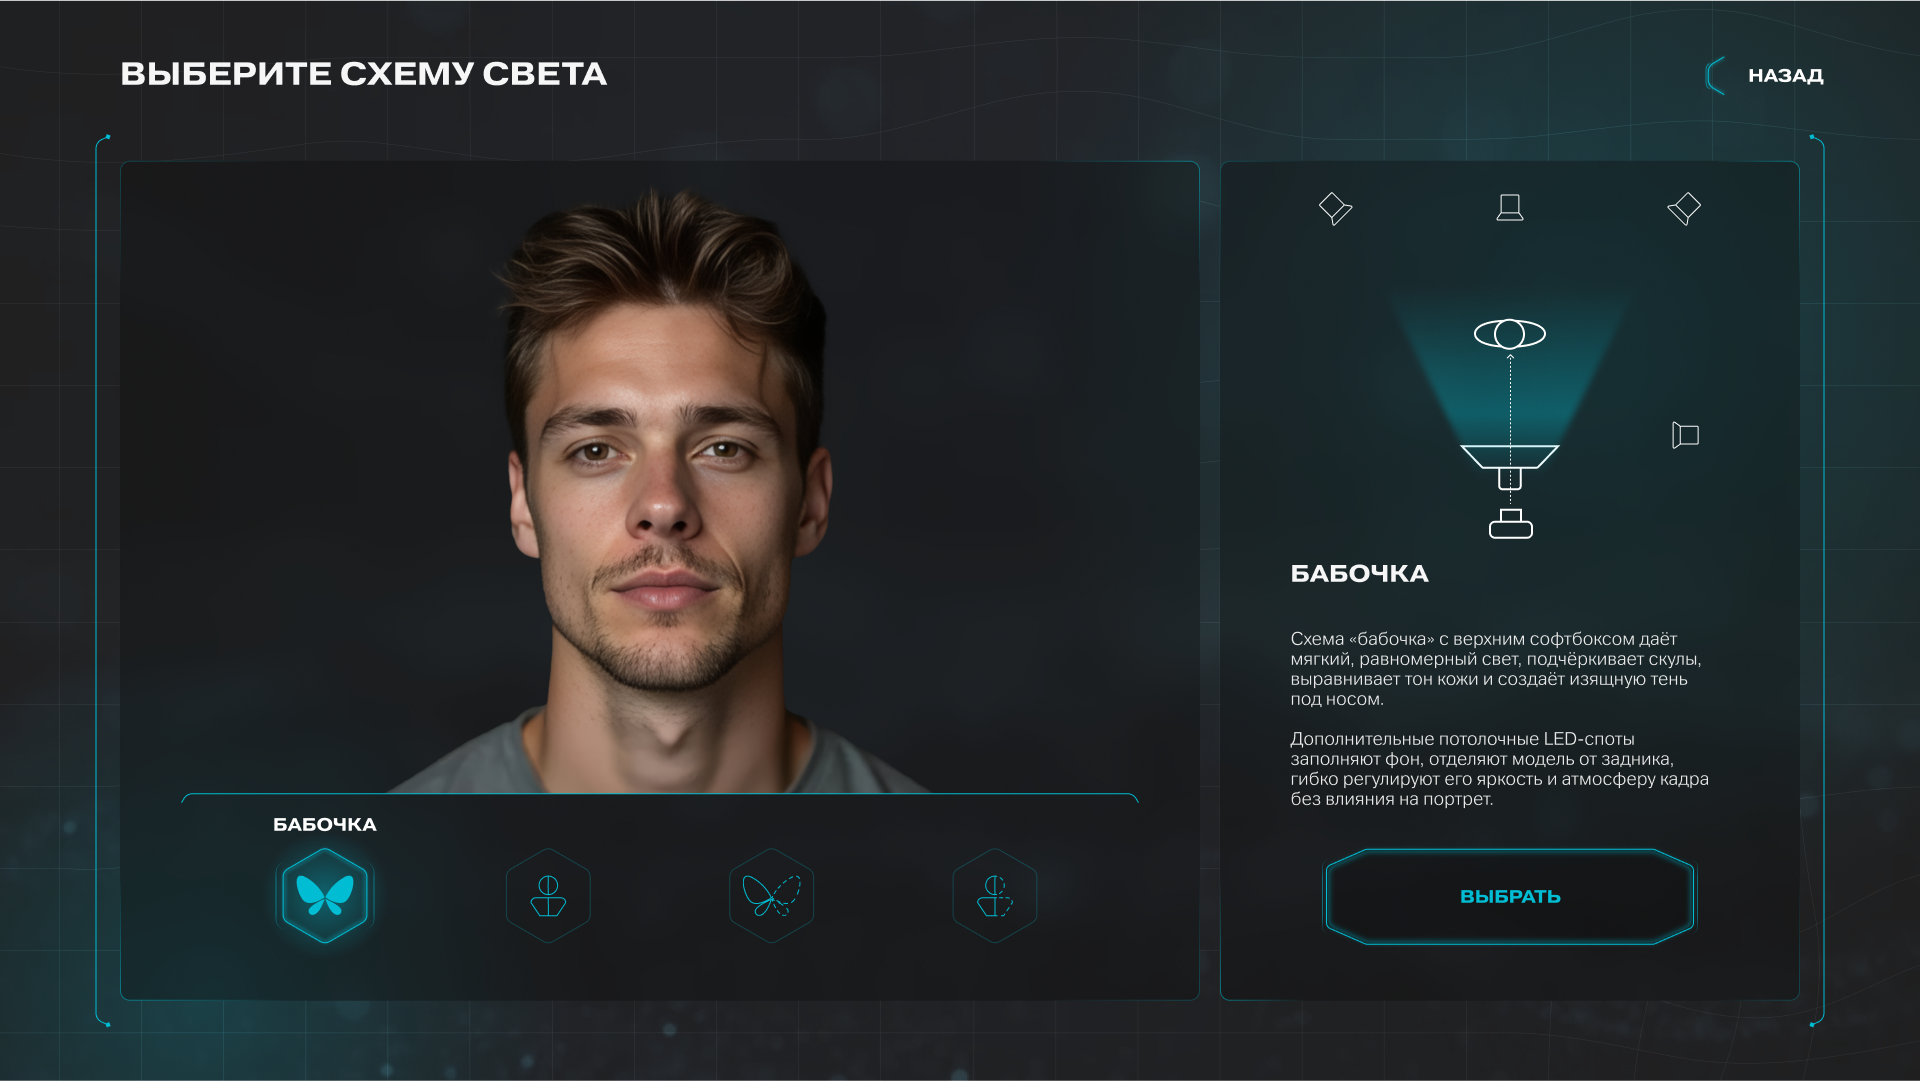 ВЫБЕРИТЕ СХЕМУ СВЕТА
НАЗАД
БАБОЧКА
БАБОЧКА
Схема «бабочка» с верхним софтбоксом даёт
мягкий, равномерный свет, подчёркивает скулы,
выравнивает тон кожи и создаёт изящную тень
под носом.
Дополнительные потолочные LED-споты
заполняют фон, отделяют модель от задника,
гибко регулируют его яркость и атмосферу кадра
без влияния на портрет.
ВЫБРАТЬ